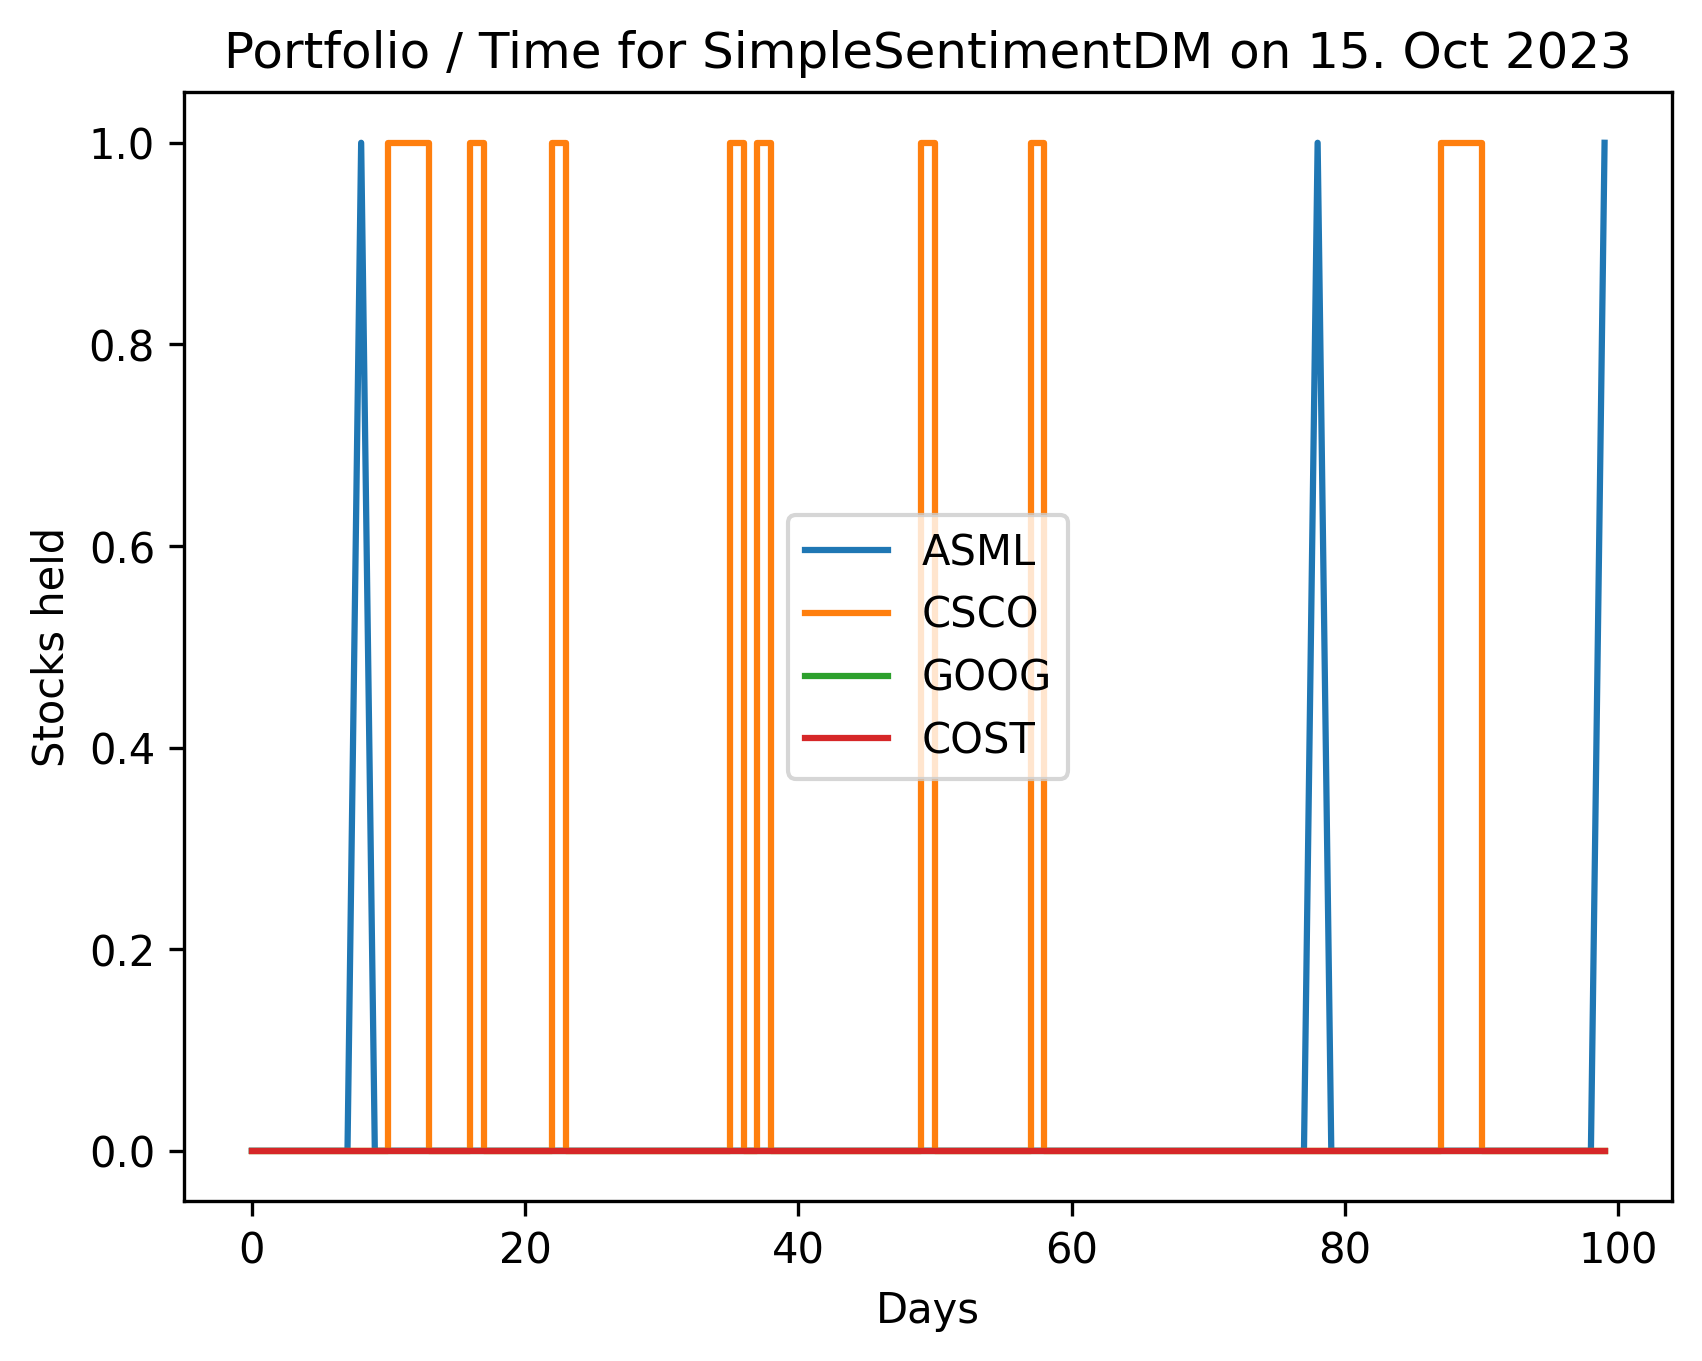 Portfolio / Time for SimpleSentimentDM on 15. Oct 2023
1.0
0.8
0.6
0.4
0.2
0.0
Stocks held
ASML
CSCO
GOOG
COST
0 20 40 60 80 100
Days